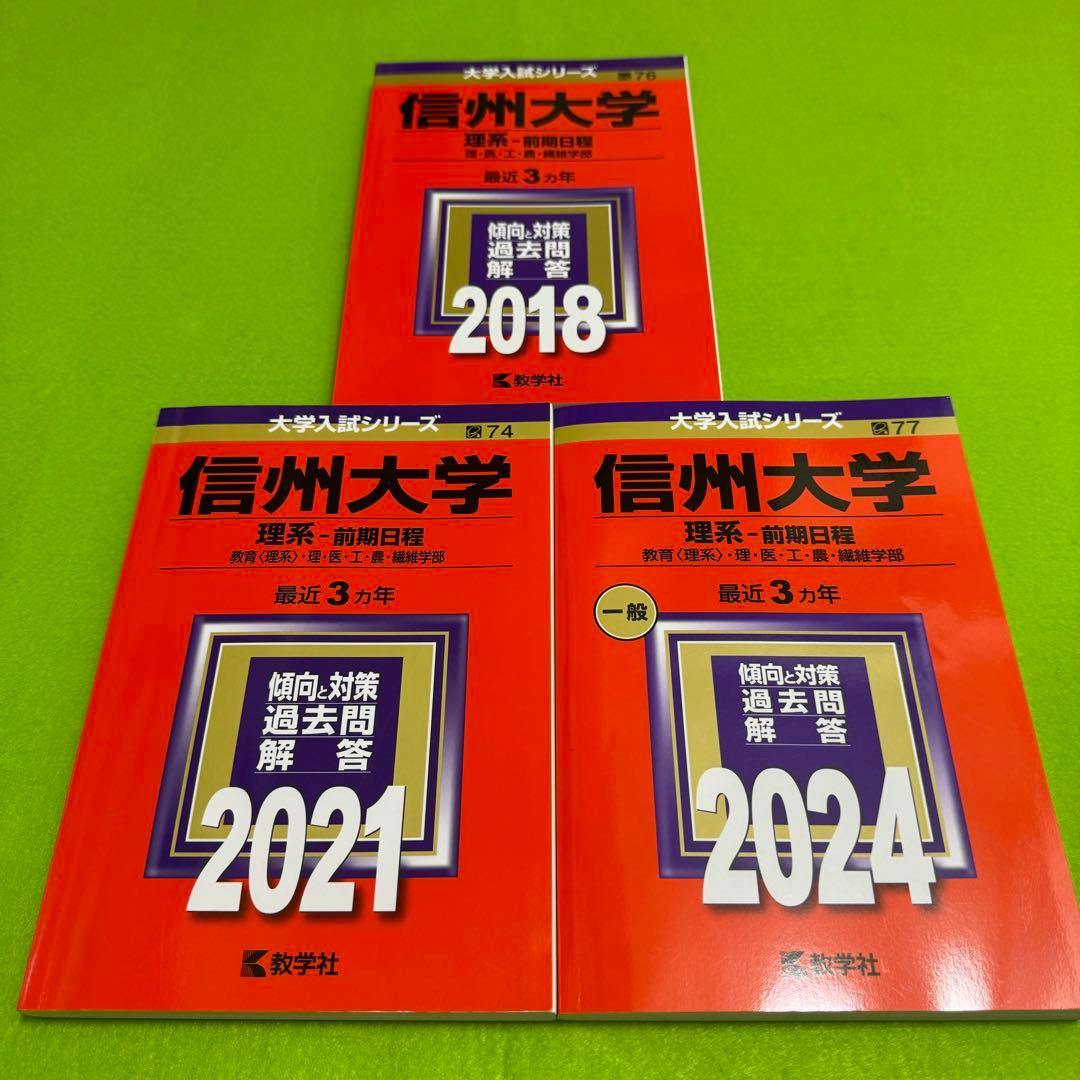 大学入試シリーズ
76
信州大学
理系-前期日程
理・医・工・農・繊維学部
最近3カ年
傾向と対策
過去問
解答
2018
教学社
大学入試シリーズ
74
信州大学
理系-前期日程
教育〈理系〉・理・医・工・農・繊維学部
最近3カ年
傾向と対策
過去問
解答
2021
教学社
大学入試シリーズ
77
信州大学
理系-前期日程
教育〈理系〉・理・医・工・農・繊維学部
最近3カ年
一般
傾向と対策
過去問
解答
2024
教学社